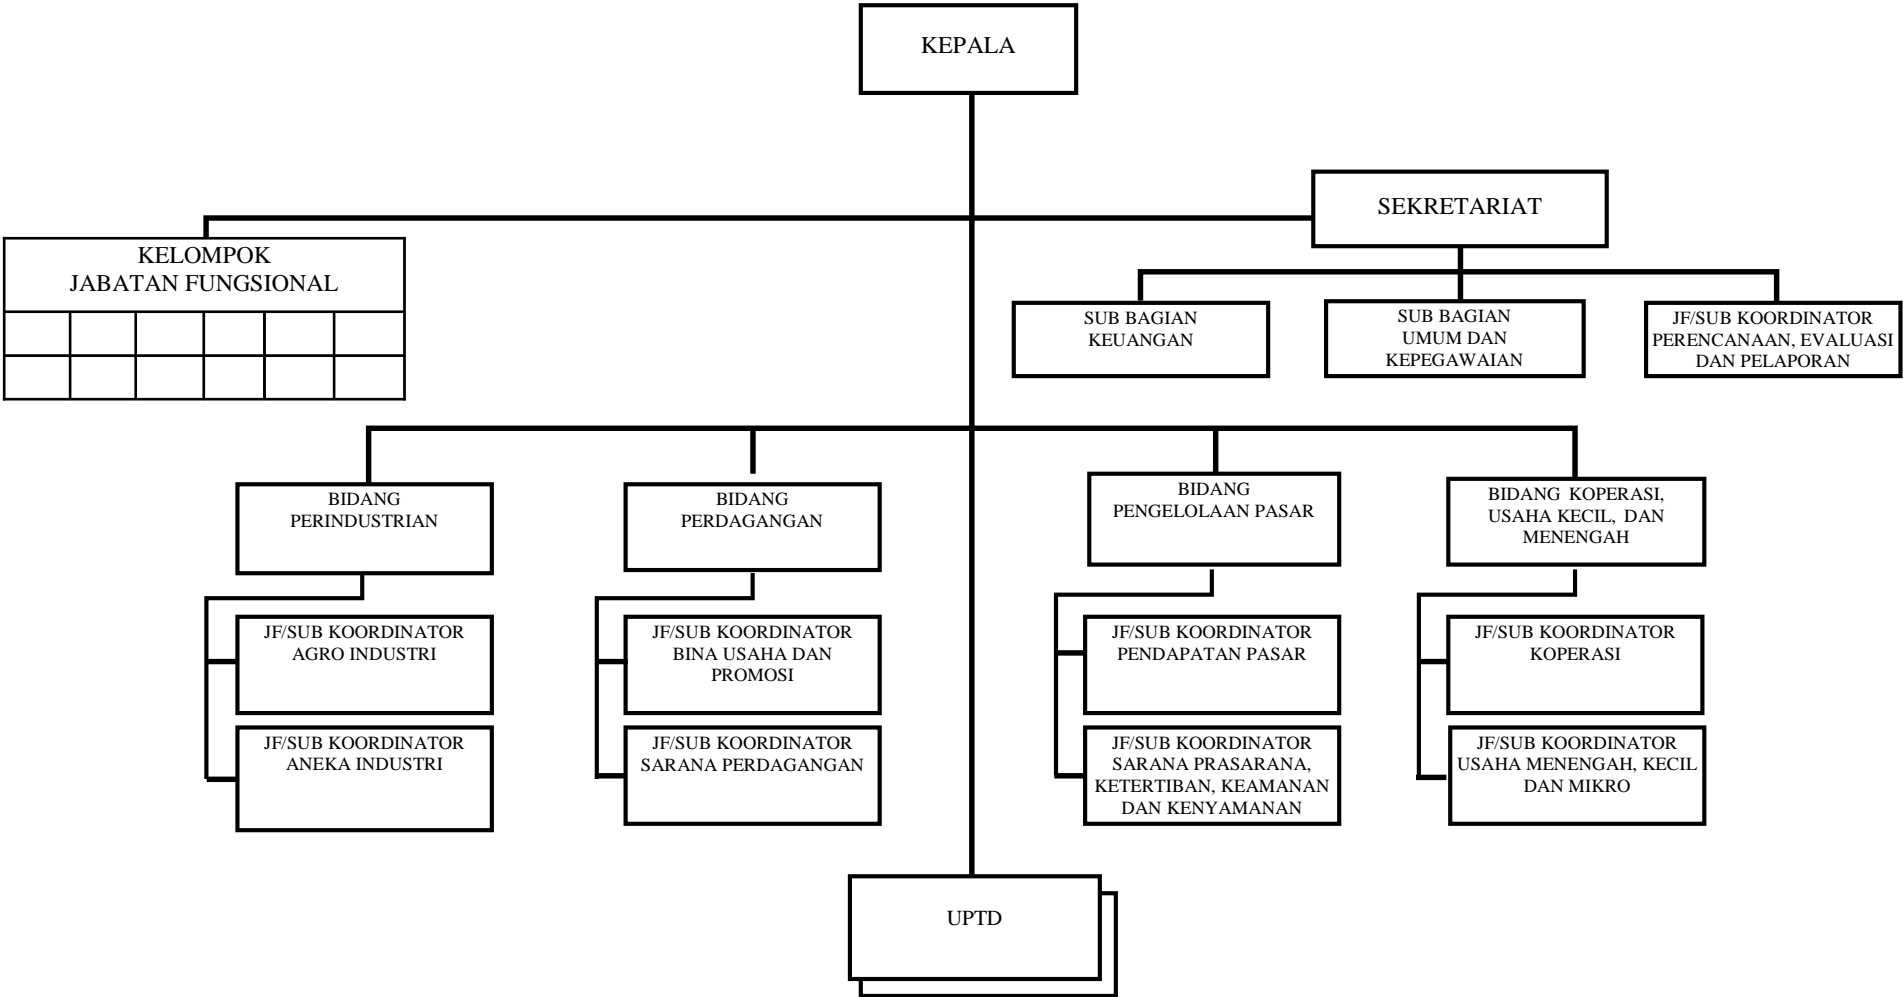 KEPALA
SEKRETARIAT
KELOMPOK
JABATAN FUNGSIONAL
SUB BAGIAN
KEUANGAN
SUB BAGIAN
UMUM DAN
KEPEGAWAIAN
JF/SUB KOORDINATOR
PERENCANAAN, EVALUASI
DAN PELAPORAN
BIDANG
PERINDUSTRIAN
BIDANG
PERDAGANGAN
BIDANG
PENGELOLAAN PASAR
BIDANG KOPERASI,
USAHA KECIL, DAN
MENENGAH
JF/SUB KOORDINATOR
AGRO INDUSTRI
JF/SUB KOORDINATOR
BINA USAHA DAN
PROMOSI
JF/SUB KOORDINATOR
PENDAPATAN PASAR
JF/SUB KOORDINATOR
KOPERASI
JF/SUB KOORDINATOR
ANEKA INDUSTRI
JF/SUB KOORDINATOR
SARANA PERDAGANGAN
JF/SUB KOORDINATOR
SARANA PRASARANA,
KETERTIBAN, KEAMANAN
DAN KENYAMANAN
JF/SUB KOORDINATOR
USAHA MENENGAH, KECIL
DAN MIKRO
UPTD